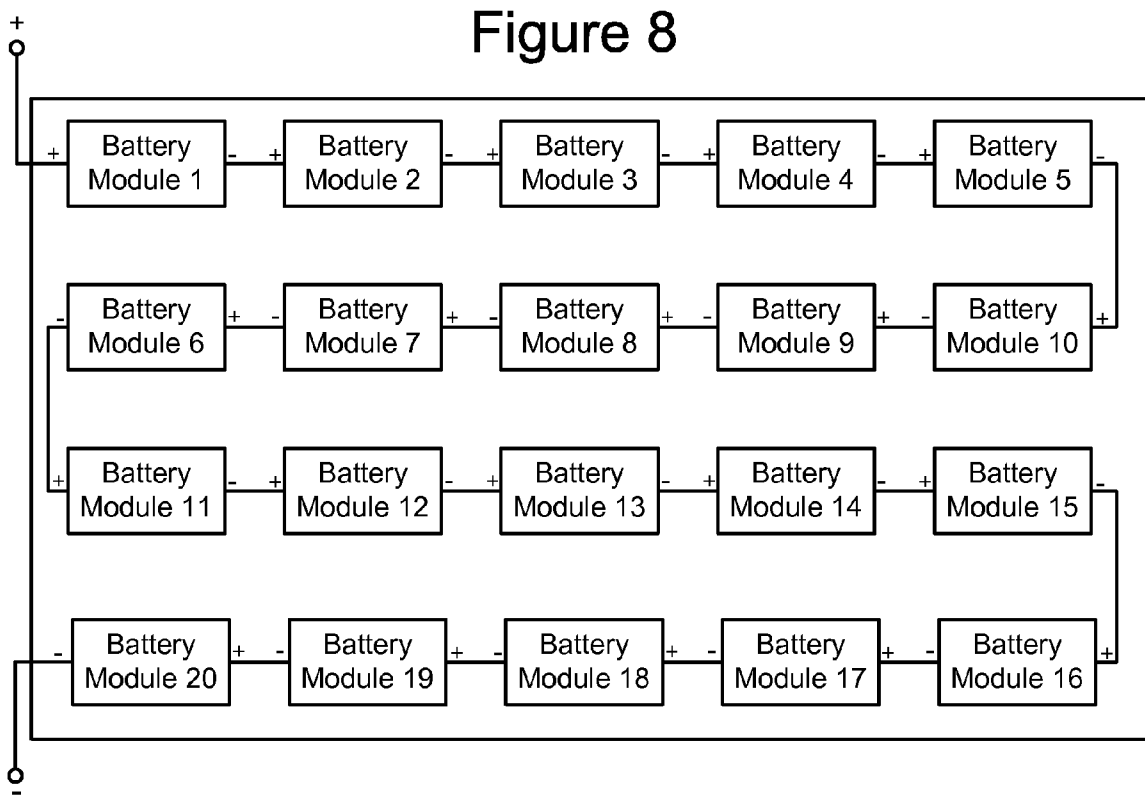 Figure 8
+
+ Battery Module 1 - + Battery Module 2 - + Battery Module 3 - + Battery Module 4 - + Battery Module 5 -
- Battery Module 6 + - Battery Module 7 + - Battery Module 8 + - Battery Module 9 + - Battery Module 10 +
+ Battery Module 11 - + Battery Module 12 - + Battery Module 13 - + Battery Module 14 - + Battery Module 15 -
- Battery Module 20 + - Battery Module 19 + - Battery Module 18 + - Battery Module 17 + - Battery Module 16 +
-